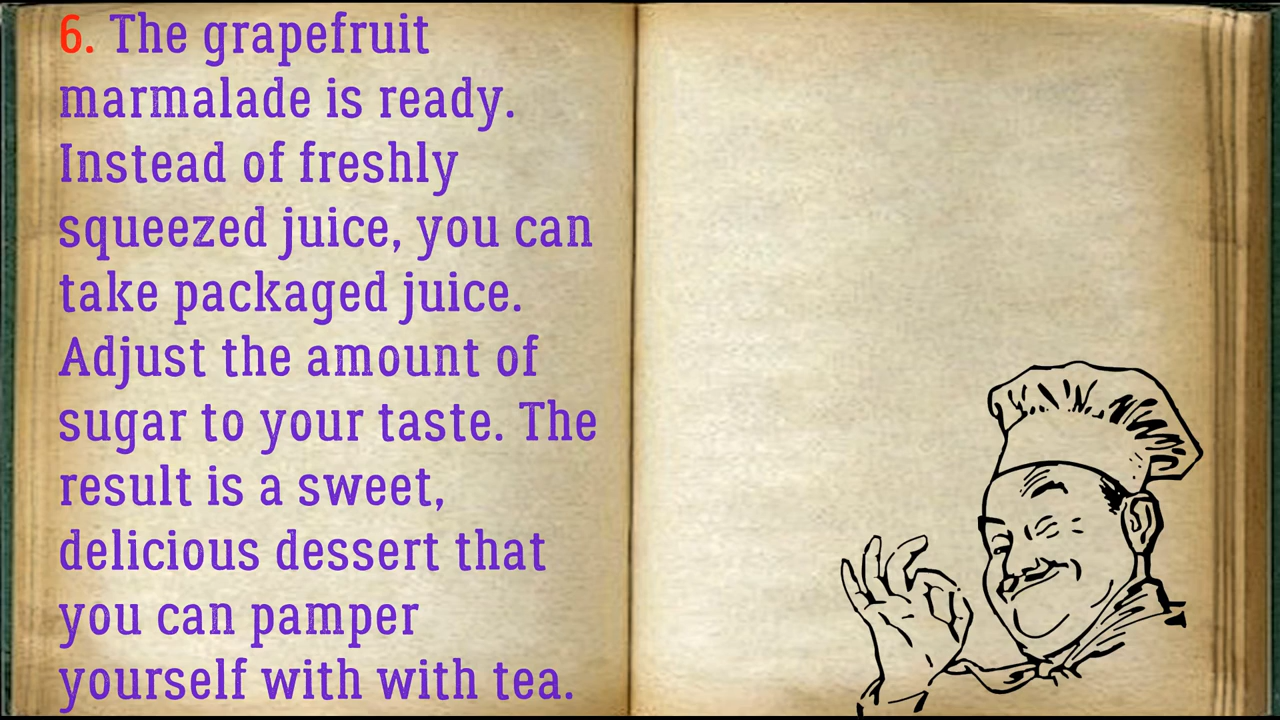 6. The grapefruit
marmalade is ready.
Instead of freshly
squeezed juice, you can
take packaged juice.
Adjust the amount of
sugar to your taste. The
result is a sweet,
delicious dessert that
you can pamper
yourself with with tea.